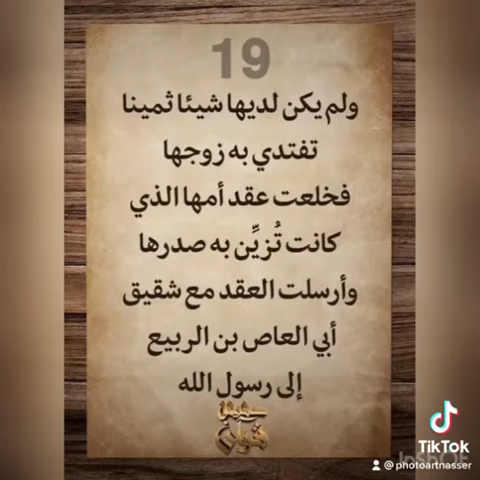 19
ولم يكن لديها شيئا ثمينا
تفتدي به زوجها
فخلعت عقد أمها الذي
كانت تُزيِّن به صدرها
وأرسلت العقد مع شقيق
أبي العاص بن الربيع
إلى رسول الله
TikTok
@photoartnasser